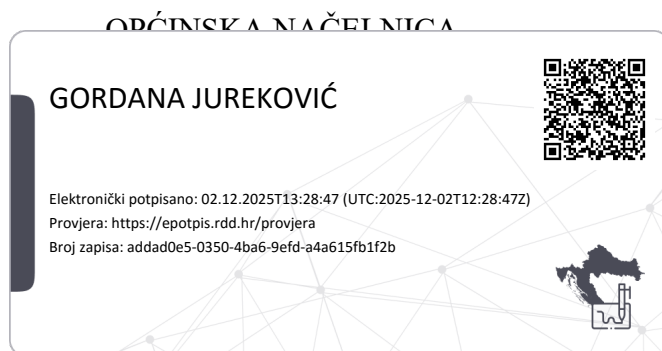 OPĆINSKA NAČELNICA
GORDANA JUREKOVIĆ
Elektronički potpisano: 02.12.2025T13:28:47 (UTC:2025-12-02T12:28:47Z)
Provjera: https://epotpis.rdd.hr/provjera
Broj zapisa: addad0e5-0350-4ba6-9efd-a4a615fb1f2b